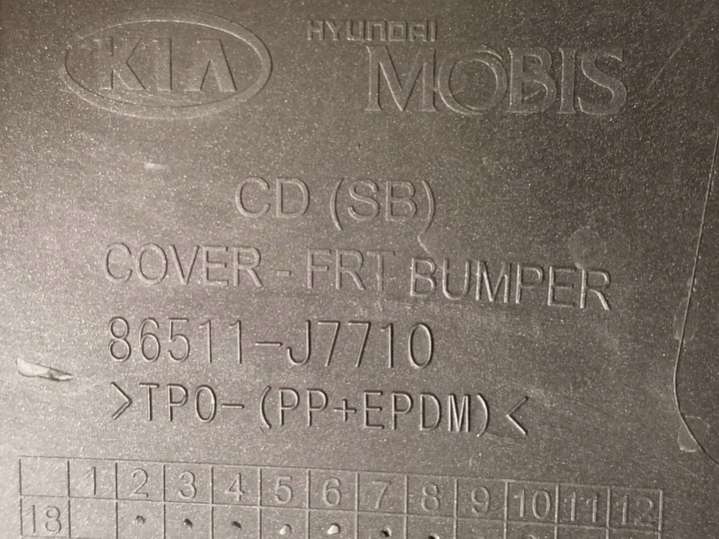 KIA
HYUNDAI
MOBIS
CD (SB)
COVER - FRT BUMPER
86511-J7710
>TPO-(PP+EPDM)<
1 2 3 4 5 6 7 8 9 10 11 12
18